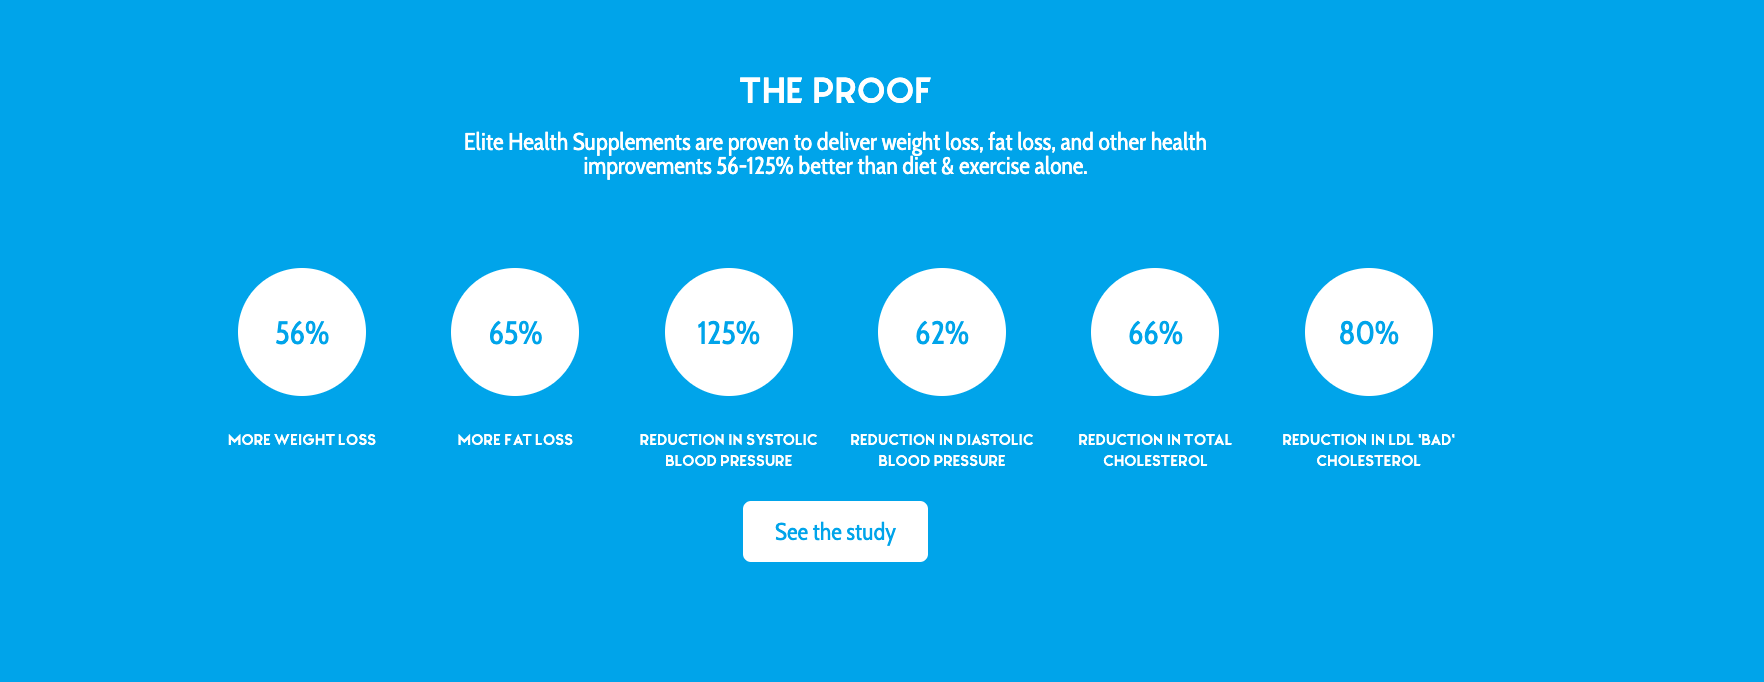 THE PROOF
Elite Health Supplements are proven to deliver weight loss, fat loss, and other health
improvements 56-125% better than diet & exercise alone.
56%
65%
125%
62%
66%
80%
MORE WEIGHT LOSS
MORE FAT LOSS
REDUCTION IN SYSTOLIC
BLOOD PRESSURE
REDUCTION IN DIASTOLIC
BLOOD PRESSURE
REDUCTION IN TOTAL
CHOLESTEROL
REDUCTION IN LDL 'BAD'
CHOLESTEROL
See the study